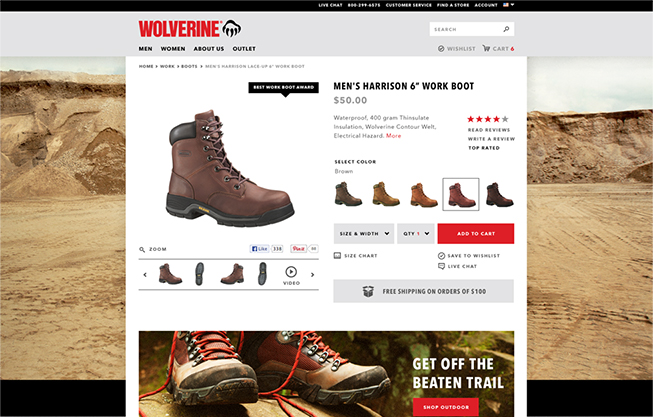 LIVE CHAT 800-299-6575 CUSTOMER SERVICE FIND A STORE ACCOUNT
WOLVERINE
SEARCH
MEN WOMEN ABOUT US OUTLET
WISHLIST CART 6
HOME > WORK > BOOTS > MEN'S HARRISON LACE-UP 6" WORK BOOT
BEST WORK BOOT AWARD
MEN'S HARRISON 6" WORK BOOT
$50.00
Waterproof, 400 gram Thinsulate
Insulation, Wolverine Contour Welt,
Electrical Hazard. More
READ REVIEWS
WRITE A REVIEW
TOP RATED
SELECT COLOR
Brown
SIZE & WIDTH
QTY 1
ADD TO CART
ZOOM
Like 338
Pin it
SIZE CHART
SAVE TO WISHLIST
LIVE CHAT
VIDEO
FREE SHIPPING ON ORDERS OF $100
GET OFF THE
BEATEN TRAIL
SHOP OUTDOOR